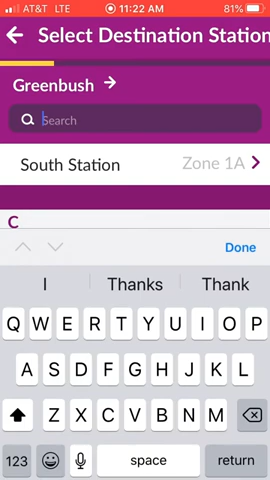 AT&T LTE 11:22 AM 81%
Select Destination Station
Greenbush
Search
South Station Zone 1A
C
Done
I Thanks Thank
Q W E R T Y U I O P
A S D F G H J K L
Z X C V B N M
123 space return